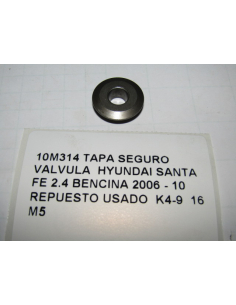 10M314 TAPA SEGURO
VALVULA HYUNDAI SANTA
FE 2.4 BENCINA 2006 - 10
REPUESTO USADO K4-9 16
M5